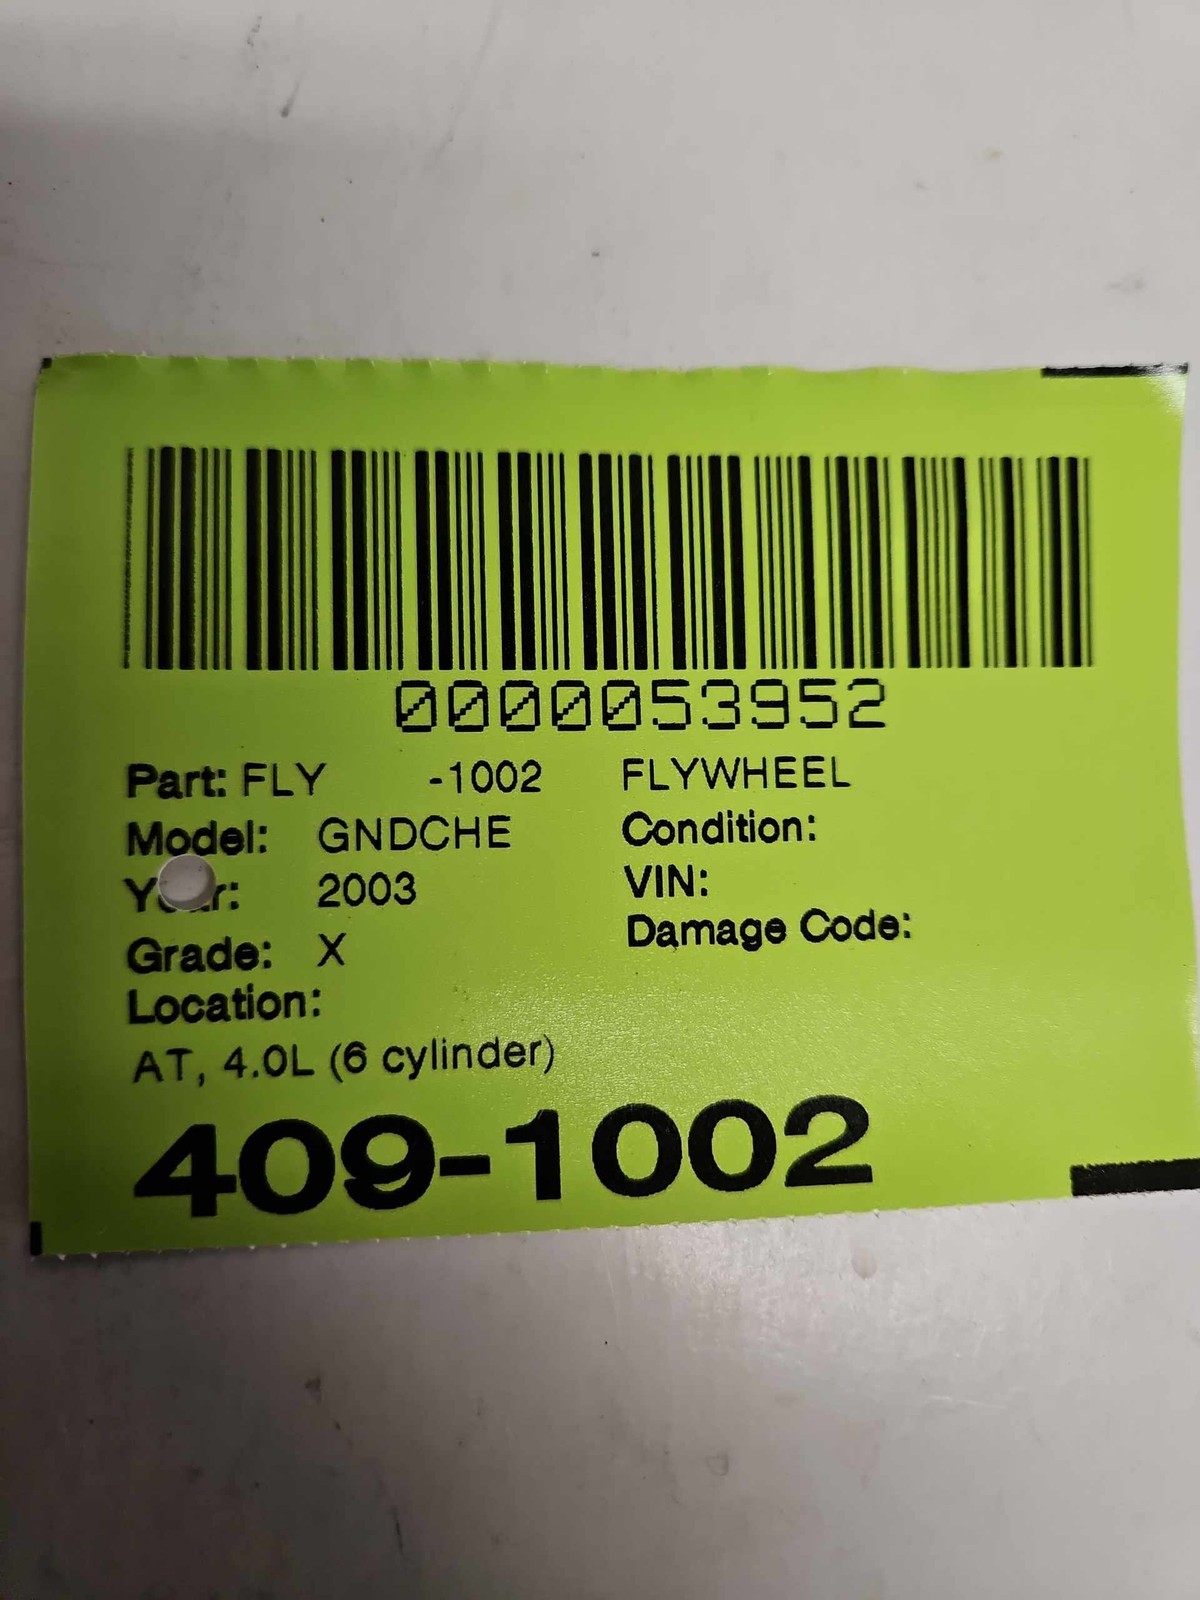 0000053952
Part: FLY -1002 FLYWHEEL
Model: GNDCHE Condition:
Year: 2003 VIN:
Grade: X Damage Code:
Location:
AT, 4.0L (6 cylinder)
409-1002